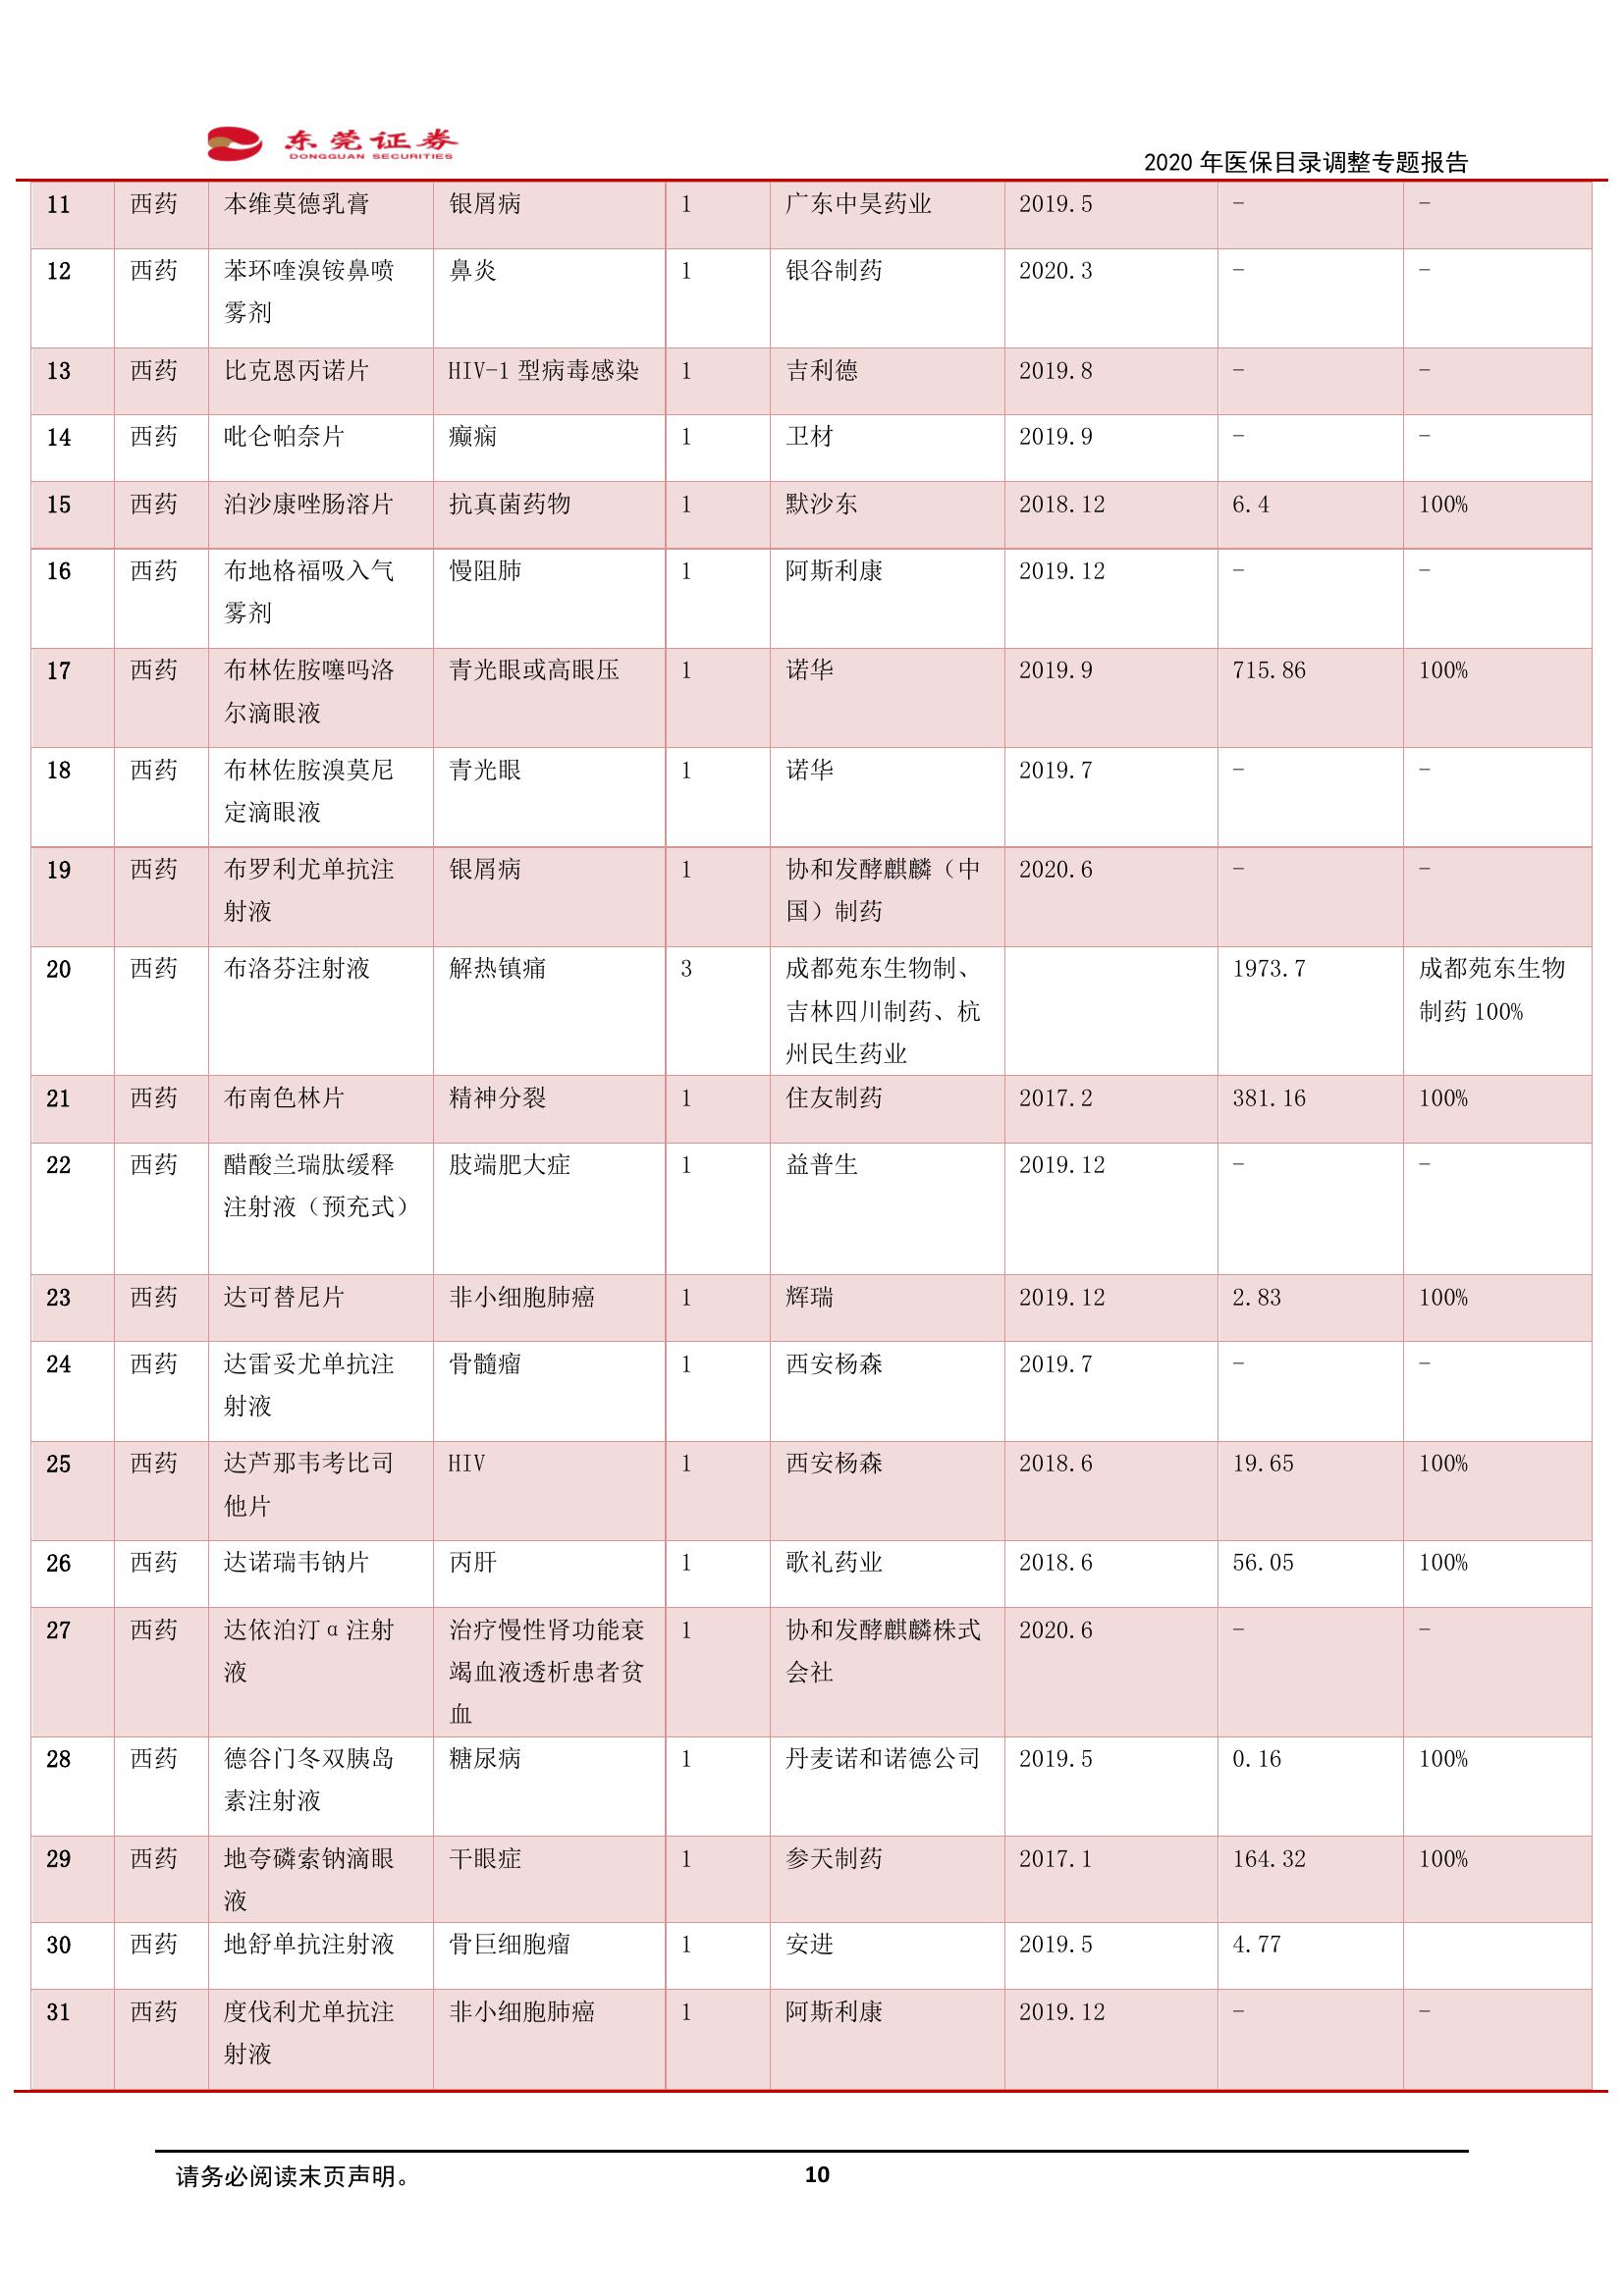 东莞证券
DONGGUAN SECURITIES
2020 年医保目录调整专题报告
11 西药 本维莫德乳膏 银屑病 1 广东中昊药业 2019.5 - -
12 西药 苯环喹溴铵鼻喷 鼻炎 1 银谷制药 2020.3 - -
雾剂
13 西药 比克恩丙诺片 HIV-1 型病毒感染 1 吉利德 2019.8 - -
14 西药 吡仑帕奈片 癫痫 1 卫材 2019.9 - -
15 西药 泊沙康唑肠溶片 抗真菌药物 1 默沙东 2018.12 6.4 100%
16 西药 布地格福吸入气 慢阻肺 1 阿斯利康 2019.12 - -
雾剂
17 西药 布林佐胺噻吗洛 青光眼或高眼压 1 诺华 2019.9 715.86 100%
尔滴眼液
18 西药 布林佐胺溴莫尼 青光眼 1 诺华 2019.7 - -
定滴眼液
19 西药 布罗利尤单抗注 银屑病 1 协和发酵麒麟（中 2020.6 - -
射液 国）制药
20 西药 布洛芬注射液 解热镇痛 3 成都苑东生物制、 1973.7 成都苑东生物
吉林四川制药、杭 制药 100%
州民生药业
21 西药 布南色林片 精神分裂 1 住友制药 2017.2 381.16 100%
22 西药 醋酸兰瑞肽缓释 肢端肥大症 1 益普生 2019.12 - -
注射液（预充式）
23 西药 达可替尼片 非小细胞肺癌 1 辉瑞 2019.12 2.83 100%
24 西药 达雷妥尤单抗注 骨髓瘤 1 西安杨森 2019.7 - -
射液
25 西药 达芦那韦考比司 HIV 1 西安杨森 2018.6 19.65 100%
他片
26 西药 达诺瑞韦钠片 丙肝 1 歌礼药业 2018.6 56.05 100%
27 西药 达依泊汀α注射 治疗慢性肾功能衰 1 协和发酵麒麟株式 2020.6 - -
液 竭血液透析患者贫 会社
血
28 西药 德谷门冬双胰岛 糖尿病 1 丹麦诺和诺德公司 2019.5 0.16 100%
素注射液
29 西药 地夸磷索钠滴眼 干眼症 1 参天制药 2017.1 164.32 100%
液
30 西药 地舒单抗注射液 骨巨细胞瘤 1 安进 2019.5 4.77
31 西药 度伐利尤单抗注 非小细胞肺癌 1 阿斯利康 2019.12 - -
射液
请务必阅读末页声明。 10